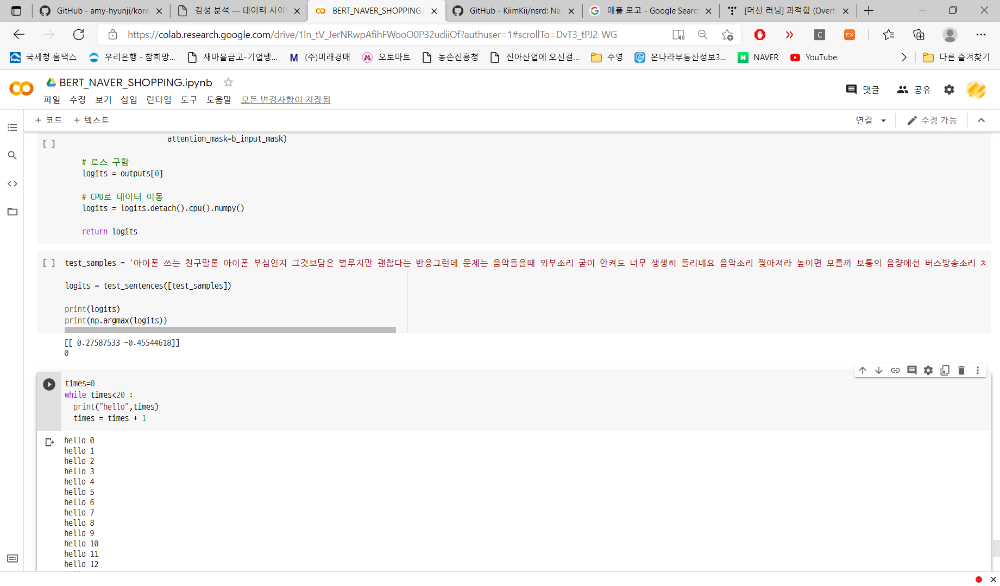 GitHub - amy-hyunji/kore
감성 분석 — 데이터 사이
BERT_NAVER_SHOPPING.i
GitHub - KiimKii/nsrd: Na
애플 로고 - Google Search
[머신 러닝] 과적합 (Overfi
https://colab.research.google.com/drive/1ln_tV_JerNRwpAfihFWooO0P32udiiOf?authuser=1#scrollTo=DvT3_tPJ2-WG
C
EX
국세청 홈택스
우리은행 - 참희망...
새마을금고-기업뱅...
M (주)미래경매
오토마트
농촌진흥청
진아산업에 오신걸...
수영
온나라부동산정보3...
N NAVER
YouTube
다른 즐겨찾기
BERT_NAVER_SHOPPING.ipynb
댓글
공유
파일 수정 보기 삽입 런타임 도구 도움말 모든 변경사항이 저장됨
+ 코드 + 텍스트
연결
수정 가능
attention_mask=b_input_mask)
[ ]
# 로스 구함
logits = outputs[0]
# CPU로 데이터 이동
logits = logits.detach().cpu().numpy()
return logits
[ ] test_samples = '아이폰 쓰는 친구말론 아이폰 부심인지 그것보담은 별루지만 괜찮다는 반응그런데 문제는 음악들을때 외부소리 굳이 안켜도 너무 생생히 들리네요 음악소리 찢아져라 높이면 모를까 보통의 음량에선 버스방송소리
logits = test_sentences([test_samples])
print(logits)
print(np.argmax(logits))
[[ 0.27587533 -0.45544618]]
0
times=0
while times<20 :
print("hello",times)
times = times + 1
hello 0
hello 1
hello 2
hello 3
hello 4
hello 5
hello 6
hello 7
hello 8
hello 9
hello 10
hello 11
hello 12